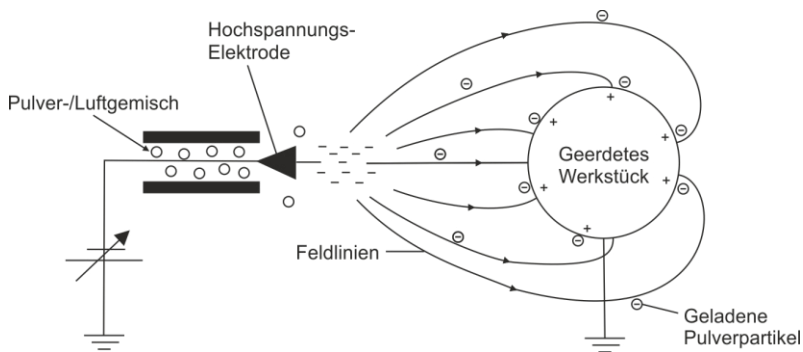 Hochspannungs-
Elektrode
Pulver-/Luftgemisch
Geerdetes
Werkstück
Feldlinien
Geladene
Pulverpartikel